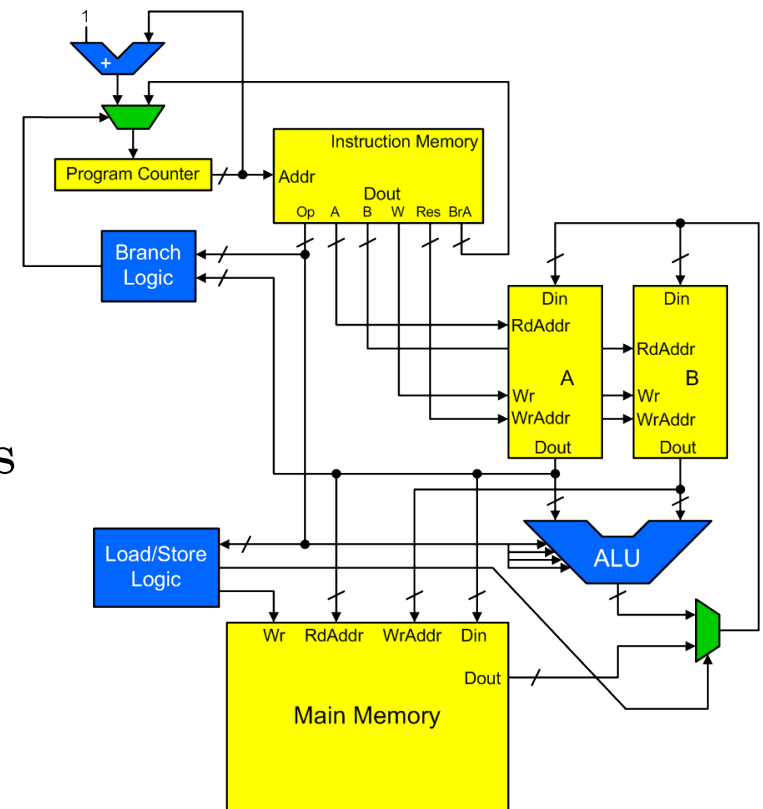 1
+
Program Counter
Instruction Memory
Addr
Dout
Op A B W Res BrA
Branch
Logic
Din
Din
RdAddr
RdAddr
A
B
Wr
Wr
WrAddr
WrAddr
Dout
Dout
s
ALU
Load/Store
Logic
Wr RdAddr WrAddr Din
Dout
Main Memory